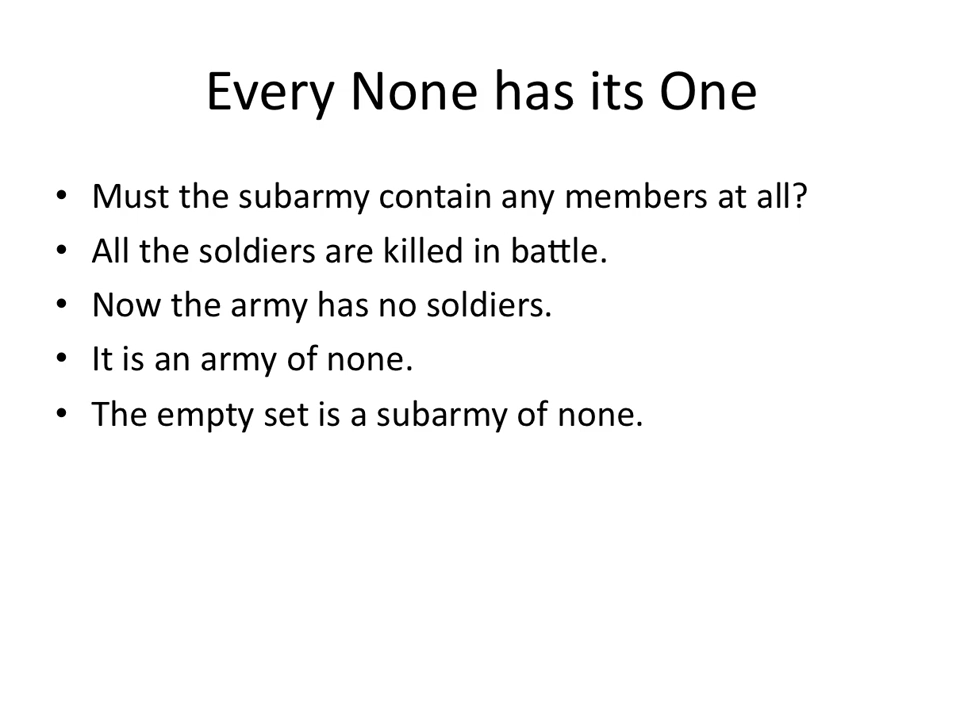 Every None has its One
• Must the subarmy contain any members at all?
• All the soldiers are killed in battle.
• Now the army has no soldiers.
• It is an army of none.
• The empty set is a subarmy of none.